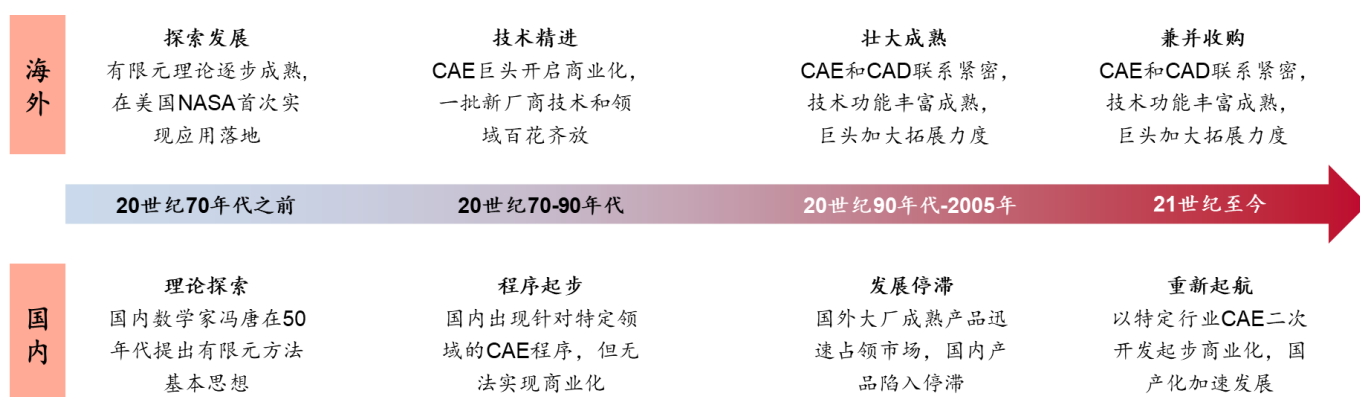 海外
探索发展
有限元理论逐步成熟,
在美国NASA首次实
现应用落地
技术精进
CAE巨头开启商业化,
一批新厂商技术和领
域百花齐放
壮大成熟
CAE和CAD联系紧密,
技术功能丰富成熟,
巨头加大拓展力度
兼并收购
CAE和CAD联系紧密,
技术功能丰富成熟,
巨头加大拓展力度
20世纪70年代之前
20世纪70-90年代
20世纪90年代-2005年
21世纪至今
国内
理论探索
国内数学家冯唐在50
年代提出有限元方法
基本思想
程序起步
国内出现针对特定领
域的CAE程序，但无
法实现商业化
发展停滞
国外大厂成熟产品迅
速占领市场，国内产
品陷入停滞
重新起航
以特定行业CAE二次
开发起步商业化，国
产化加速发展